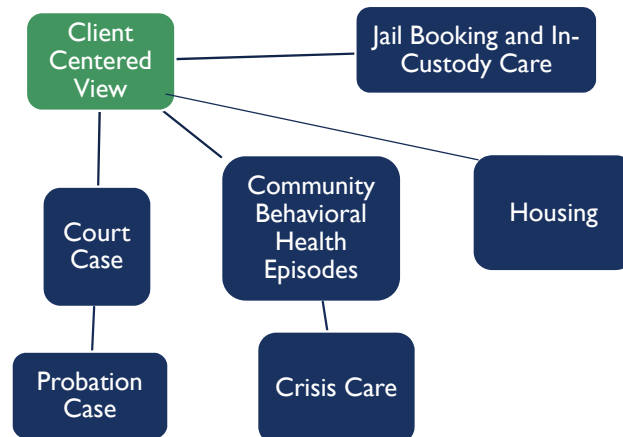 Client
Centered
View
Jail Booking and In-
Custody Care
Community
Behavioral
Health
Episodes
Housing
Court
Case
Probation
Case
Crisis Care